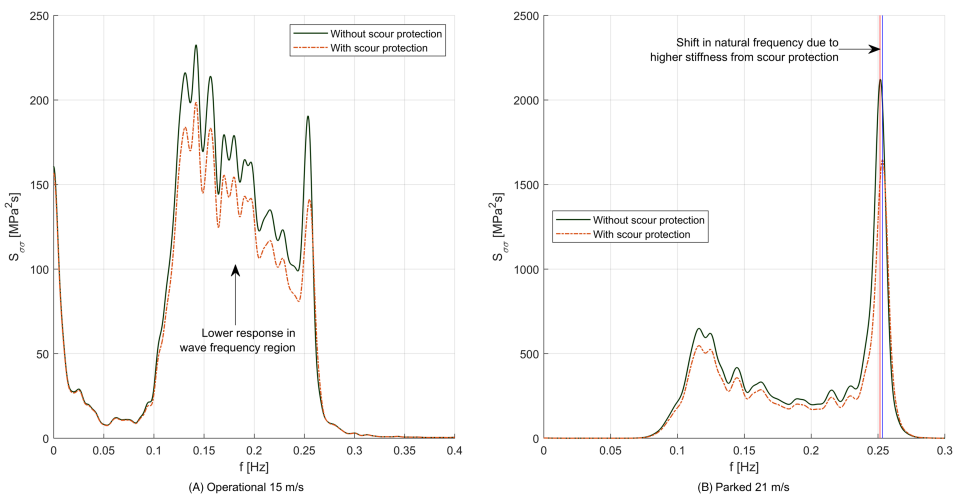 250
200
150
100
50
0
S σσ [MPa²s]
Without scour protection
With scour protection
Lower response in
wave frequency region
0
0.05
0.1
0.15
0.2
0.25
0.3
0.35
0.4
f [Hz]
(A) Operational 15 m/s
2500
2000
1500
1000
500
0
S σσ [MPa²s]
Shift in natural frequency due to
higher stiffness from scour protection
Without scour protection
With scour protection
0
0.05
0.1
0.15
0.2
0.25
0.3
f [Hz]
(B) Parked 21 m/s